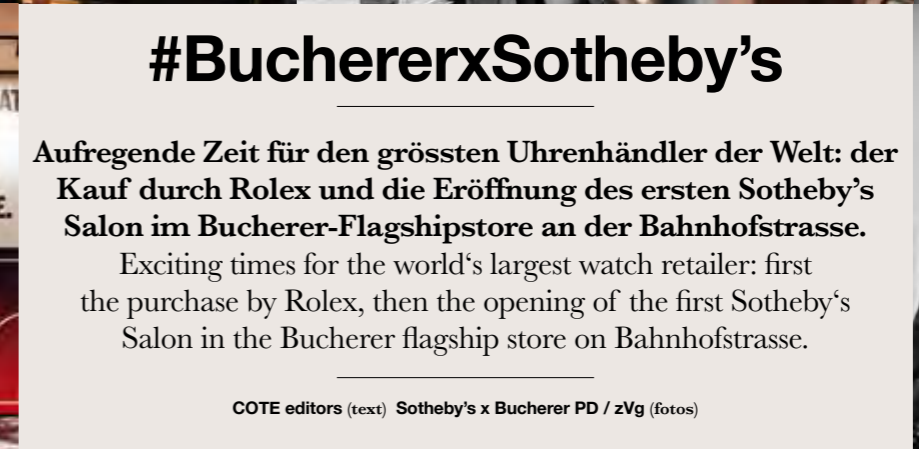 #BuchererxSotheby’s
Aufregende Zeit für den grössten Uhrenhändler der Welt: der
Kauf durch Rolex und die Eröffnung des ersten Sotheby’s
Salon im Bucherer-Flagshipstore an der Bahnhofstrasse.
Exciting times for the world‘s largest watch retailer: first
the purchase by Rolex, then the opening of the first Sotheby‘s
Salon in the Bucherer flagship store on Bahnhofstrasse.
COTE editors (text) Sotheby’s x Bucherer PD / zVg (fotos)